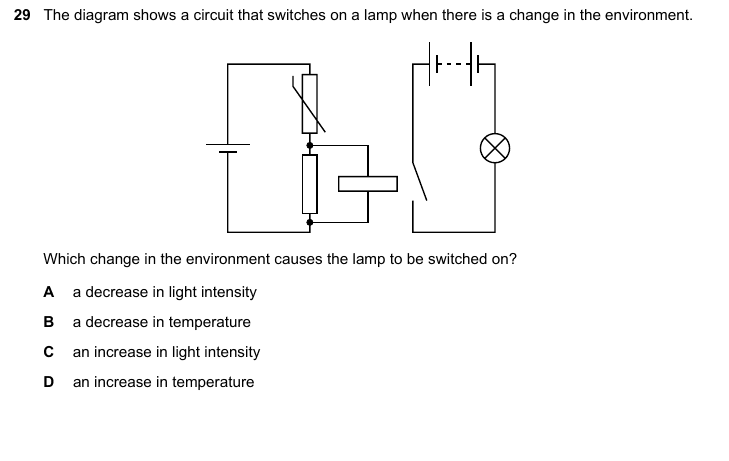 29 The diagram shows a circuit that switches on a lamp when there is a change in the environment.
Which change in the environment causes the lamp to be switched on?
A a decrease in light intensity
B a decrease in temperature
C an increase in light intensity
D an increase in temperature